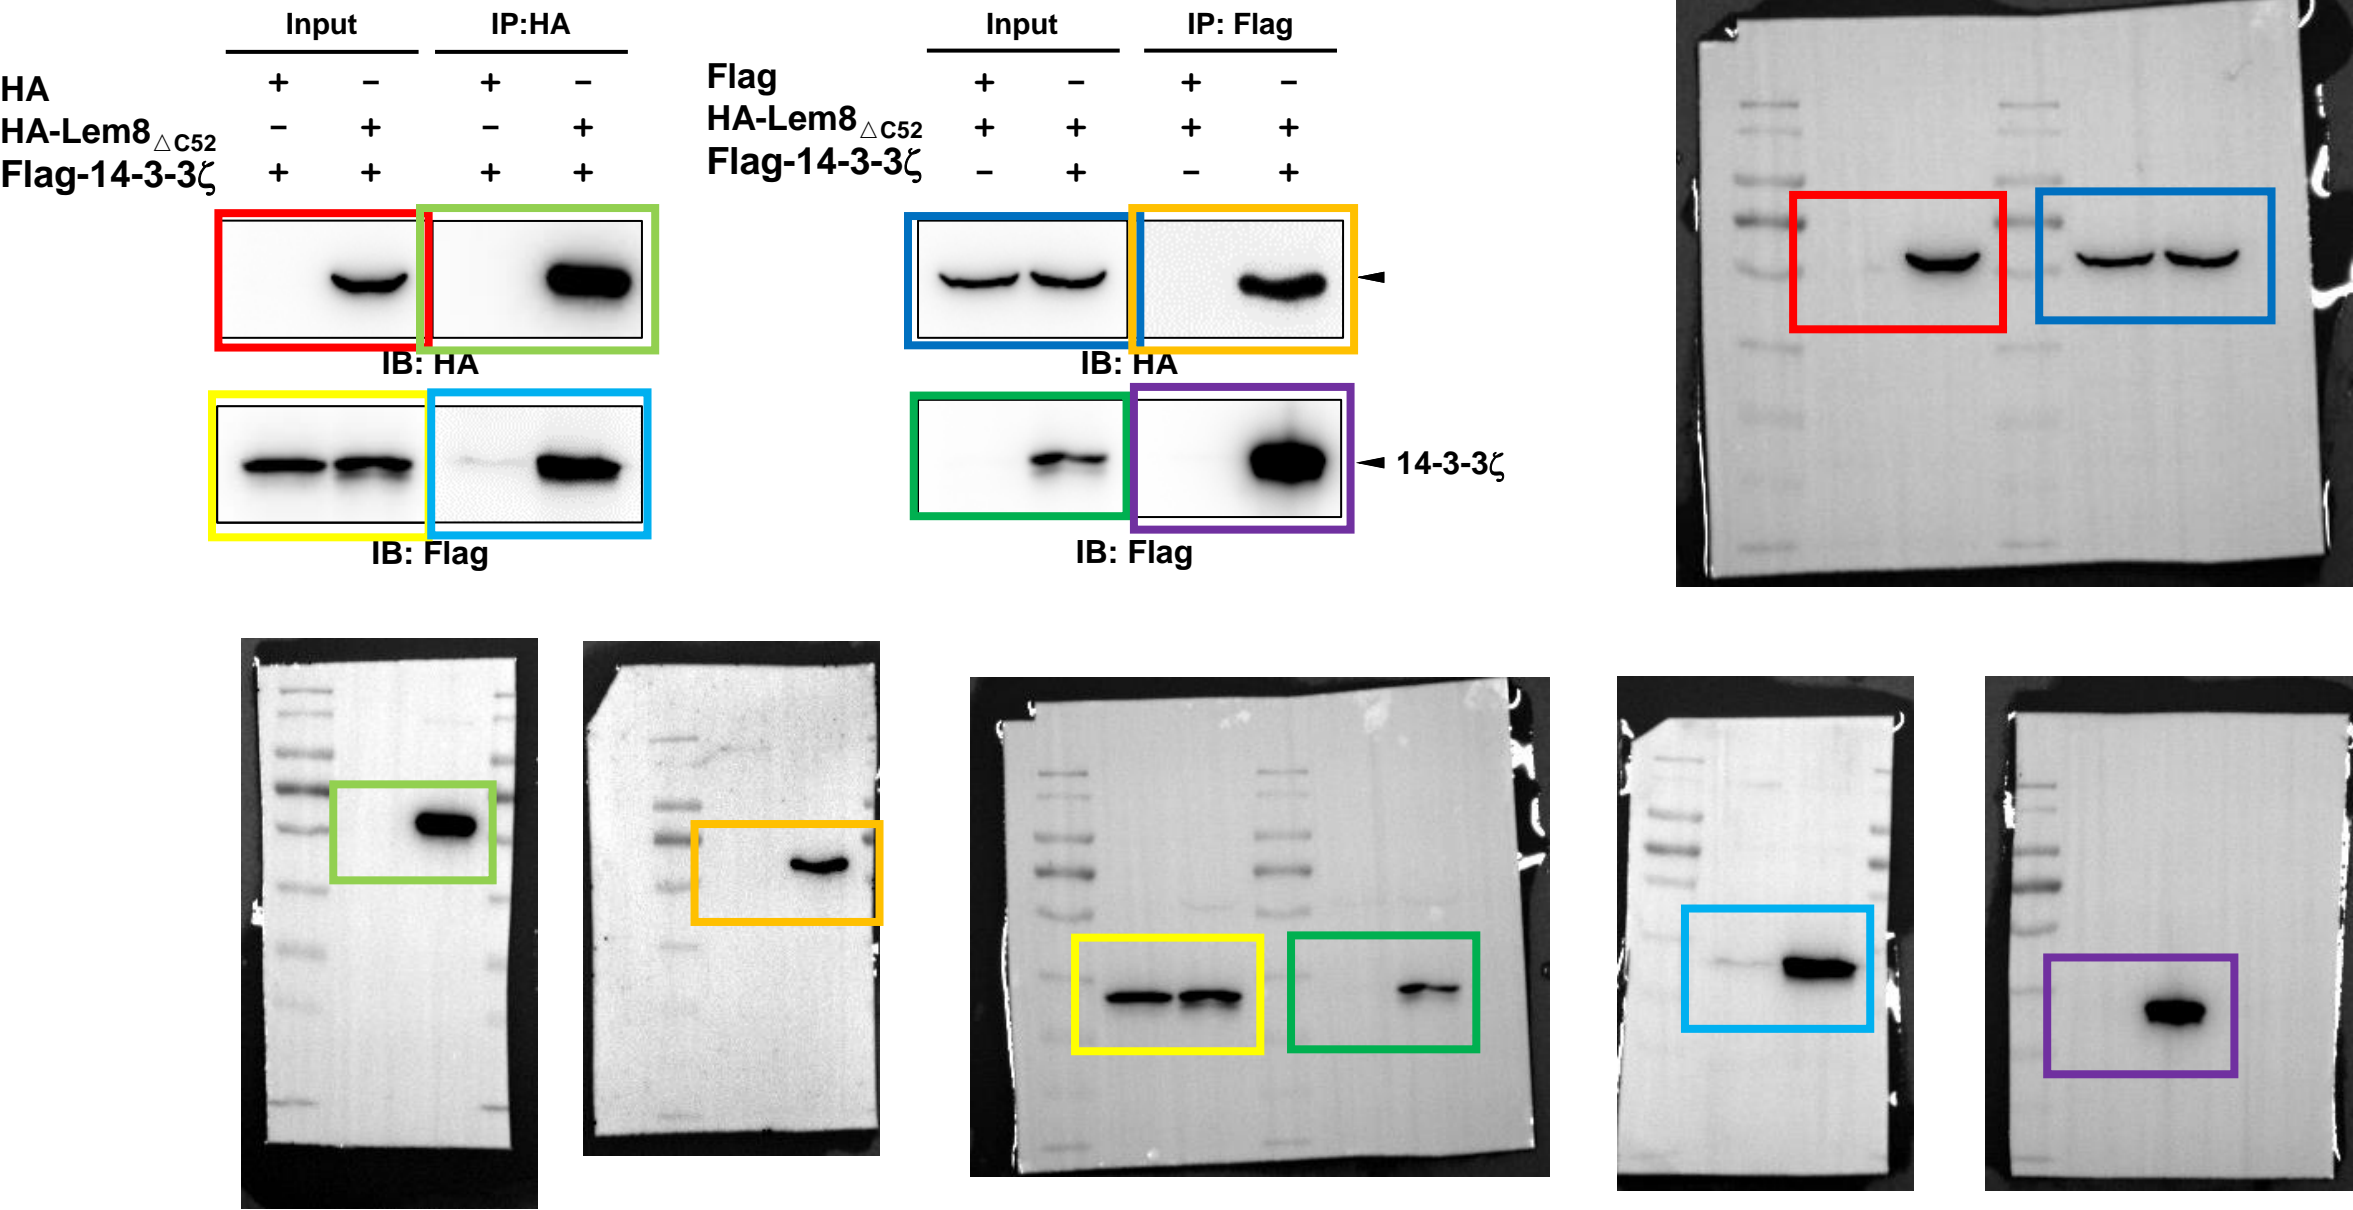 Input IP:HA
HA + − + −
HA-Lem8△C52 − + − +
Flag-14-3-3ζ + + + +
IB: HA
IB: Flag
Input IP: Flag
Flag + − + −
HA-Lem8△C52 + + + +
Flag-14-3-3ζ − + − +
IB: HA
14-3-3ζ
IB: Flag